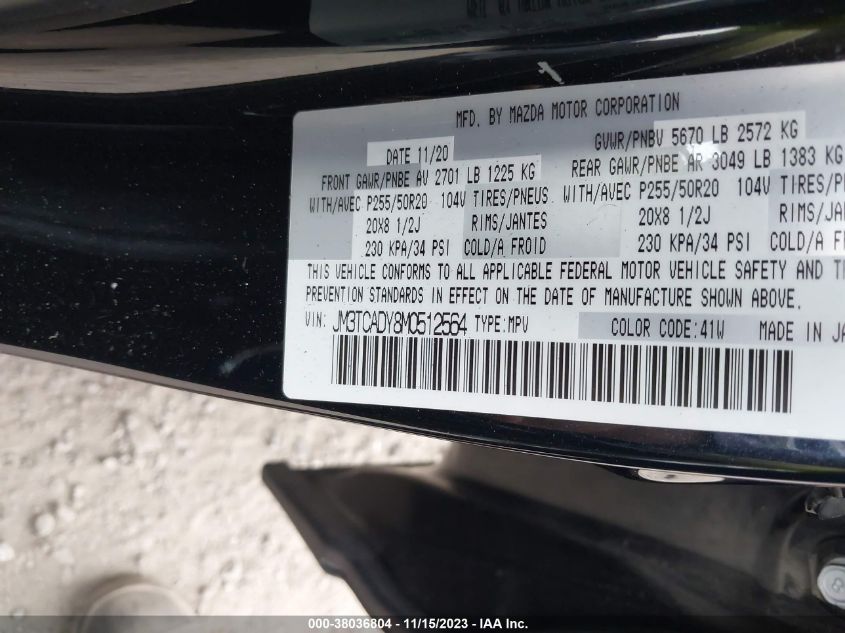 MFD. BY MAZDA MOTOR CORPORATION
DATE 11/20
GVWR/PNBV 5670 LB 2572 KG
FRONT GAWR/PNBE AV 2701 LB 1225 KG
REAR GAWR/PNBE AR 3049 LB 1383 KG
WITH/AVEC P255/50R20 104V TIRES/PNEUS
WITH/AVEC P255/50R20 104V TIRES/
20X8 1/2J RIMS/JANTES
20X8 1/2J RIMS/JANTES
230 KPA/34 PSI COLD/A FROID
230 KPA/34 PSI COLD/A FROID
THIS VEHICLE CONFORMS TO ALL APPLICABLE FEDERAL MOTOR VEHICLE SAFETY AND
PREVENTION STANDARDS IN EFFECT ON THE DATE OF MANUFACTURE SHOWN ABOVE.
VIN: JM3TCADY8M0512564 TYPE:MPV COLOR CODE:41W MADE IN
000-38036804 - 11/15/2023 - IAA Inc.